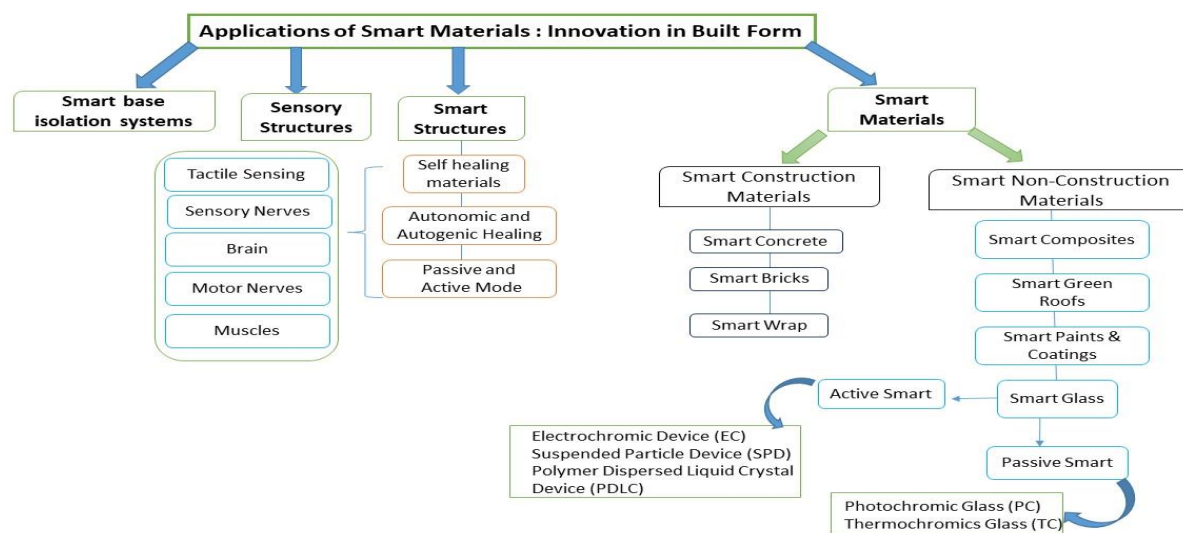 Applications of Smart Materials : Innovation in Built Form
Smart base
isolation systems
Sensory
Structures
Smart
Structures
Smart
Materials
Tactile Sensing
Sensory Nerves
Brain
Motor Nerves
Muscles
Self healing
materials
Autonomic and
Autogenic Healing
Passive and
Active Mode
Smart Construction
Materials
Smart Concrete
Smart Bricks
Smart Wrap
Smart Non-Construction
Materials
Smart Composites
Smart Green
Roofs
Smart Paints &
Coatings
Smart Glass
Active Smart
Electrochromic Device (EC)
Suspended Particle Device (SPD)
Polymer Dispersed Liquid Crystal
Device (PDLC)
Passive Smart
Photochromic Glass (PC)
Thermochromics Glass (TC)